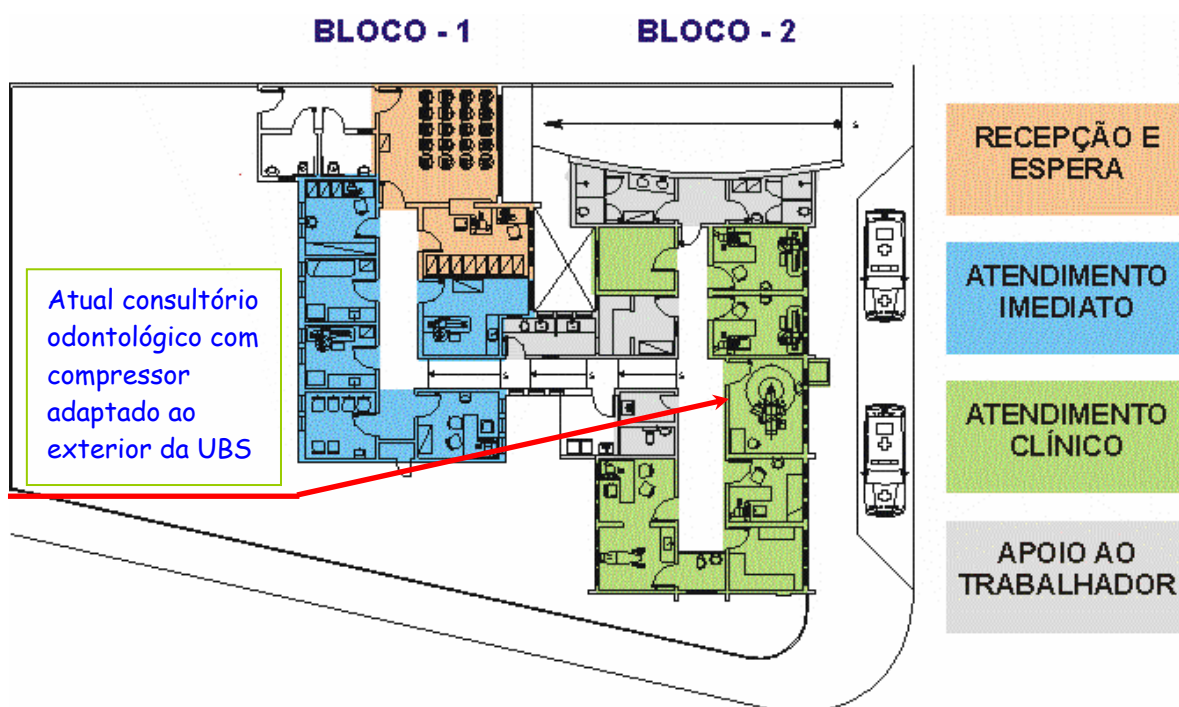 BLOCO - 1
BLOCO - 2
RECEPÇÃO E
ESPERA
ATENDIMENTO
IMEDIATO
ATENDIMENTO
CLÍNICO
APOIO AO
TRABALHADOR
Atual consultório
odontológico com
compressor
adaptado ao
exterior da UBS